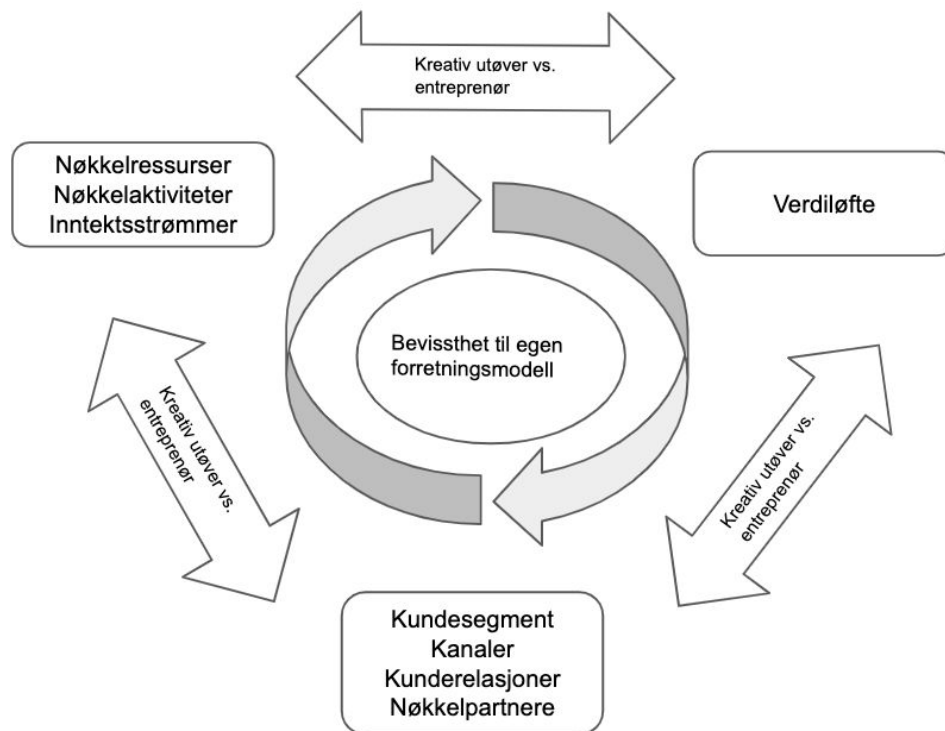 Kreativ utøver vs.
entreprenør
Nøkkelressurser
Nøkkelaktiviteter
Inntektsstrømmer
Verdiløfte
Bevissthet til egen
forretningsmodell
Kreativ utøver vs.
entreprenør
Kreativ utøver vs.
entreprenør
Kundesegment
Kanaler
Kunderelasjoner
Nøkkelpartnere